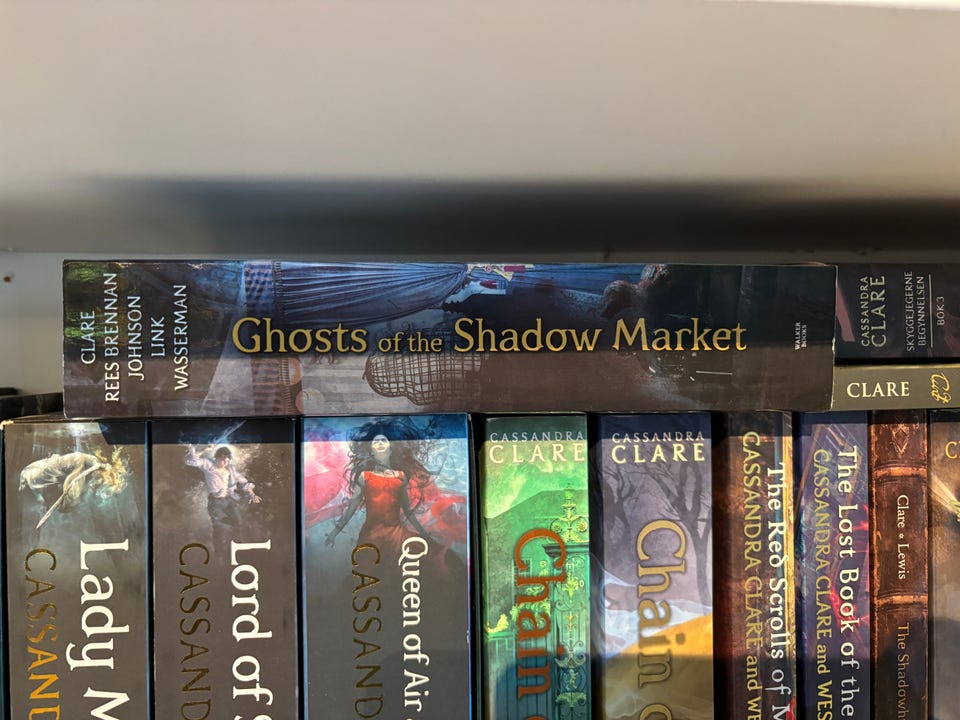 CLARE
REES BRENNAN
JOHNSON
LINK
WASSERMAN
Ghosts of the Shadow Market
WALKER
BOOKS
CASSANDRA
CLARE
SKYGGEJEGERNE
BEGYNNELSEN
BOK 3
CLARE
Lady M
CASSAND
Lord of
CASSAND
Queen of Air
CASSAND
CASSANDRA
CLARE
Chain
CASSANDRA
CLARE
Chain
The Red Scrolls of M
CASSANDRA CLARE and WE
The Lost Book of the
CASSANDRA CLARE and WES
Clare Lewis
The Shadowh
C